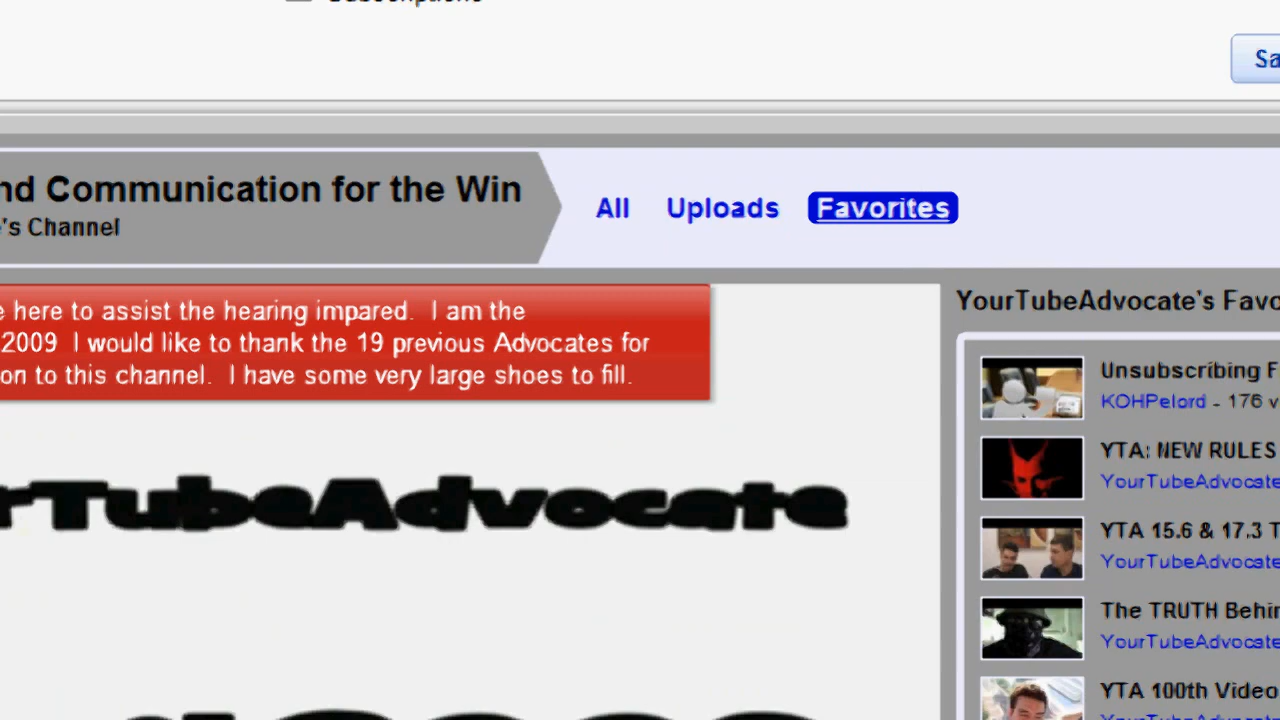 Sa
nd Communication for the Win
's Channel
All Uploads Favorites
e here to assist the hearing impared. I am the
2009 I would like to thank the 19 previous Advocates for
on to this channel. I have some very large shoes to fill.
rTubeAdvocate
YourTubeAdvocate's Favo
Unsubscribing F
KOHPelord - 176 v
YTA: NEW RULES
YourTubeAdvocate
YTA 15.6 & 17.3 T
YourTubeAdvocate
The TRUTH Behin
YourTubeAdvocate
YTA 100th Video